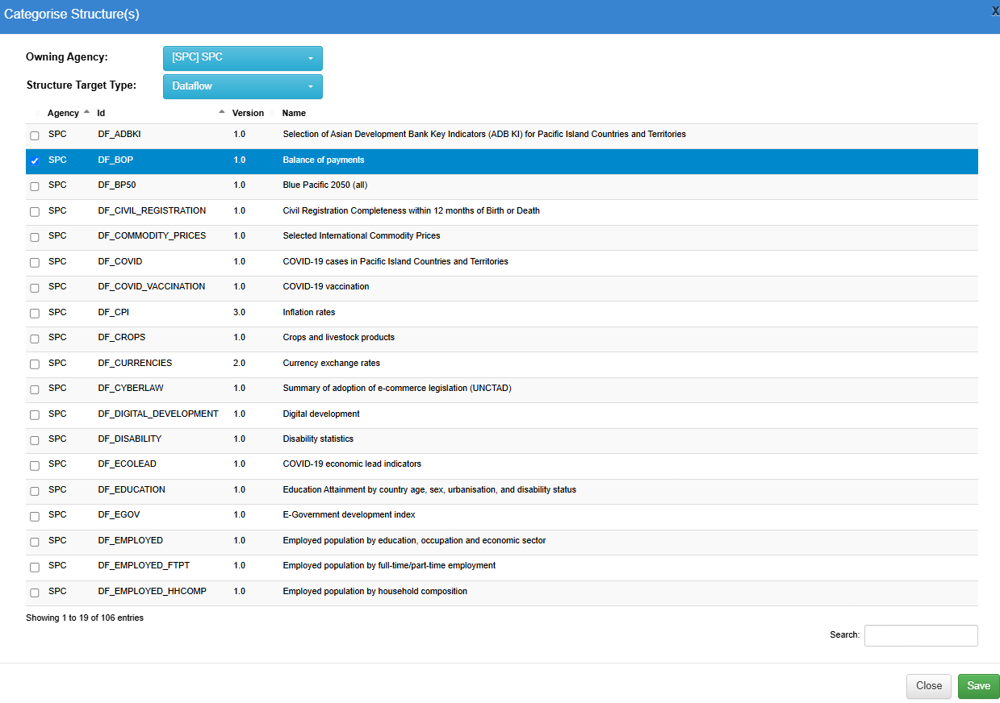 Categorise Structure(s)
X
Owning Agency: [SPC] SPC
Structure Target Type: Dataflow
Agency Id Version Name
SPC DF_ADBKI 1.0 Selection of Asian Development Bank Key Indicators (ADB KI) for Pacific Island Countries and Territories
SPC DF_BOP 1.0 Balance of payments
SPC DF_BP50 1.0 Blue Pacific 2050 (all)
SPC DF_CIVIL_REGISTRATION 1.0 Civil Registration Completeness within 12 months of Birth or Death
SPC DF_COMMODITY_PRICES 1.0 Selected International Commodity Prices
SPC DF_COVID 1.0 COVID-19 cases in Pacific Island Countries and Territories
SPC DF_COVID_VACCINATION 1.0 COVID-19 vaccination
SPC DF_CPI 3.0 Inflation rates
SPC DF_CROPS 1.0 Crops and livestock products
SPC DF_CURRENCIES 2.0 Currency exchange rates
SPC DF_CYBERLAW 1.0 Summary of adoption of e-commerce legislation (UNCTAD)
SPC DF_DIGITAL_DEVELOPMENT 1.0 Digital development
SPC DF_DISABILITY 1.0 Disability statistics
SPC DF_ECOLEAD 1.0 COVID-19 economic lead indicators
SPC DF_EDUCATION 1.0 Education Attainment by country age, sex, urbanisation, and disability status
SPC DF_EGOV 1.0 E-Government development index
SPC DF_EMPLOYED 1.0 Employed population by education, occupation and economic sector
SPC DF_EMPLOYED_FTPT 1.0 Employed population by full-time/part-time employment
SPC DF_EMPLOYED_HHCOMP 1.0 Employed population by household composition
Showing 1 to 19 of 106 entries
Search:
Close Save